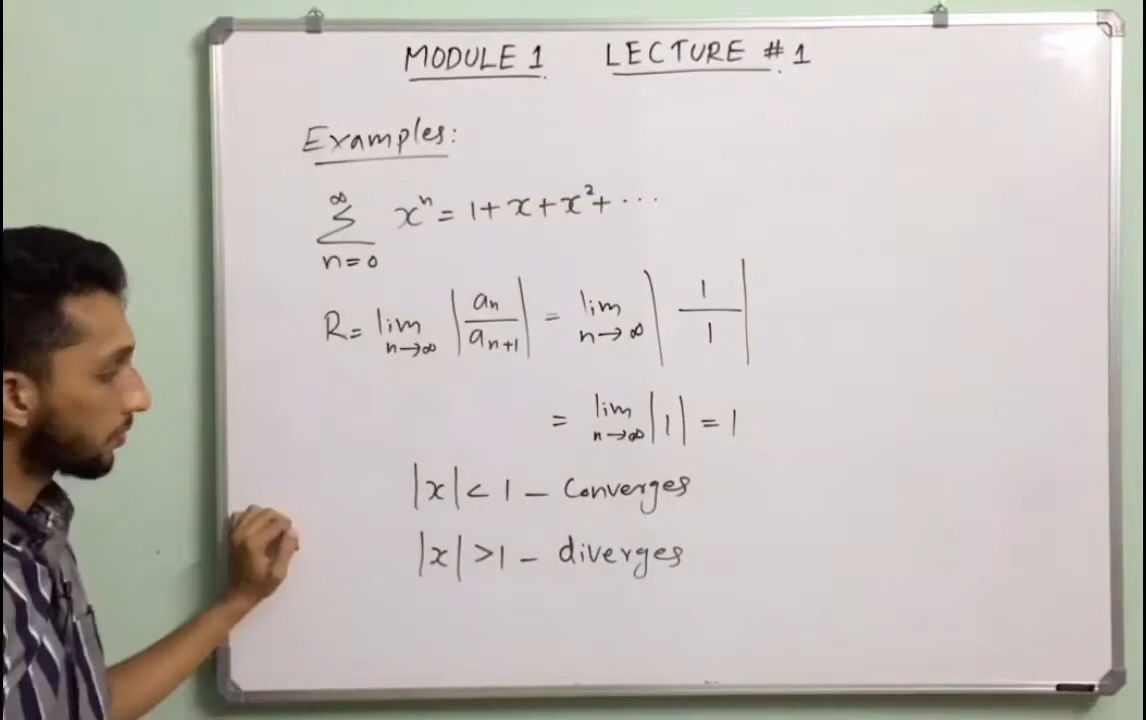 MODULE 1 LECTURE # 1
Examples:
∞
∑ xⁿ = 1 + x + x² + ...
n=0
R = lim n→∞ |aₙ / aₙ₊₁| = lim n→∞ |1 / 1|
= lim n→∞ |1| = 1
|x| < 1 – Converges
|x| > 1 – diverges